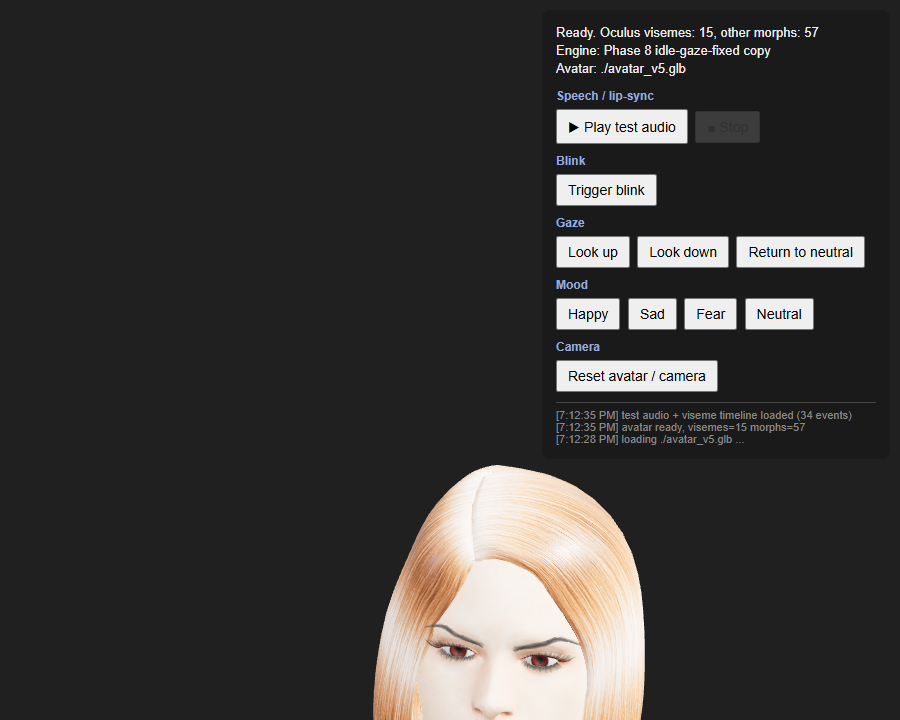 Ready. Oculus visemes: 15, other morphs: 57
Engine: Phase 8 idle-gaze-fixed copy
Avatar: ./avatar_v5.glb
Speech / lip-sync
▶ Play test audio
■ Stop
Blink
Trigger blink
Gaze
Look up
Look down
Return to neutral
Mood
Happy
Sad
Fear
Neutral
Camera
Reset avatar / camera
[7:12:35 PM] test audio + viseme timeline loaded (34 events)
[7:12:35 PM] avatar ready, visemes=15 morphs=57
[7:12:28 PM] loading ./avatar_v5.glb ...